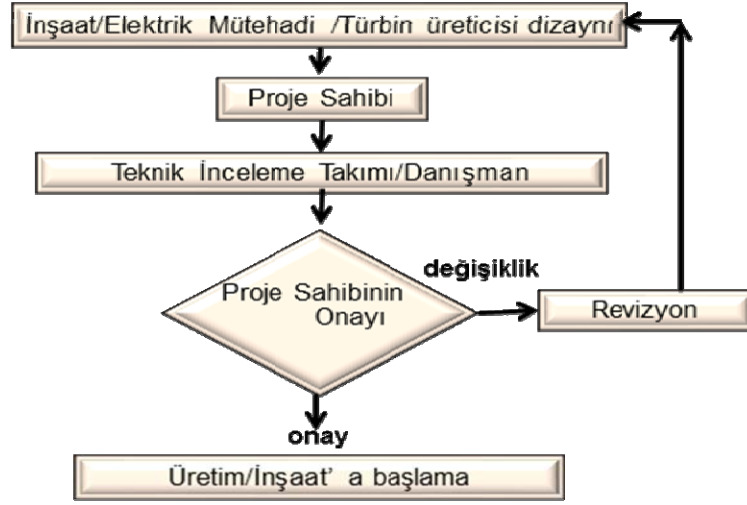 İnşaat/Elektrik Mütehadi /Türbin üreticisi dizaynı
Proje Sahibi
Teknik İnceleme Takımı/Danışman
Proje Sahibinin
Onayı
değişiklik
Revizyon
onay
Üretim/İnşaat' a başlama